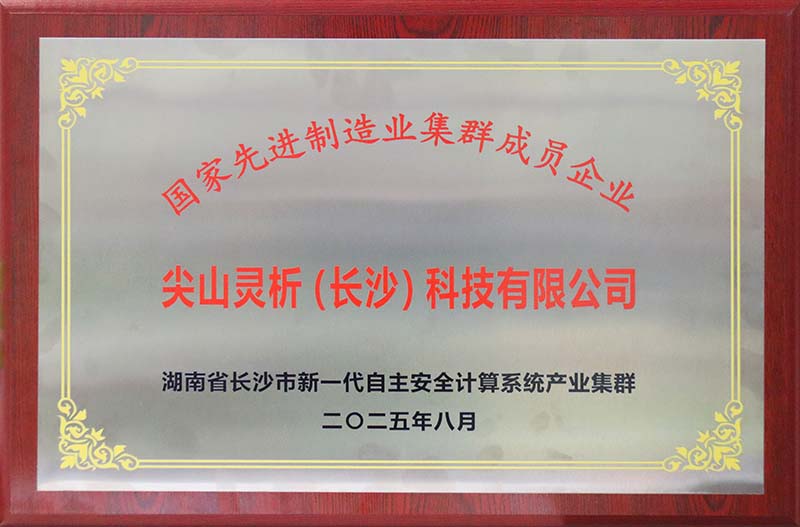 国家先进制造业集群成员企业
尖山灵析(长沙)科技有限公司
湖南省长沙市新一代自主安全计算系统产业集群
二〇二五年八月